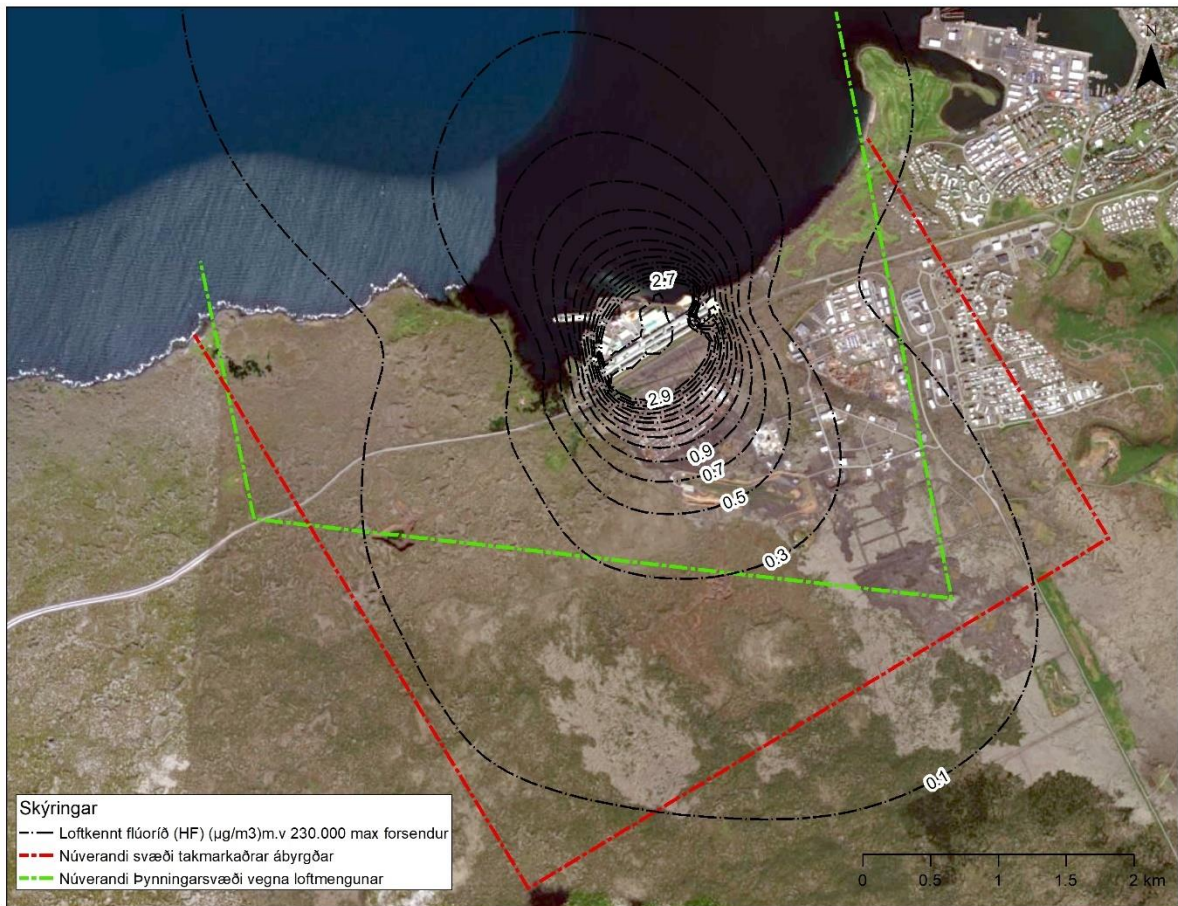 N
2.7
2.9
0.9
0.7
0.5
0.3
0.1
Skýringar
Loftkennt flúoríð (HF) (µg/m3)m.v 230.000 max forsendur
Núverandi svæði takmarkaðrar ábyrgðar
Núverandi Þynningarsvæði vegna loftmengunar
0 0.5 1 1.5 2 km